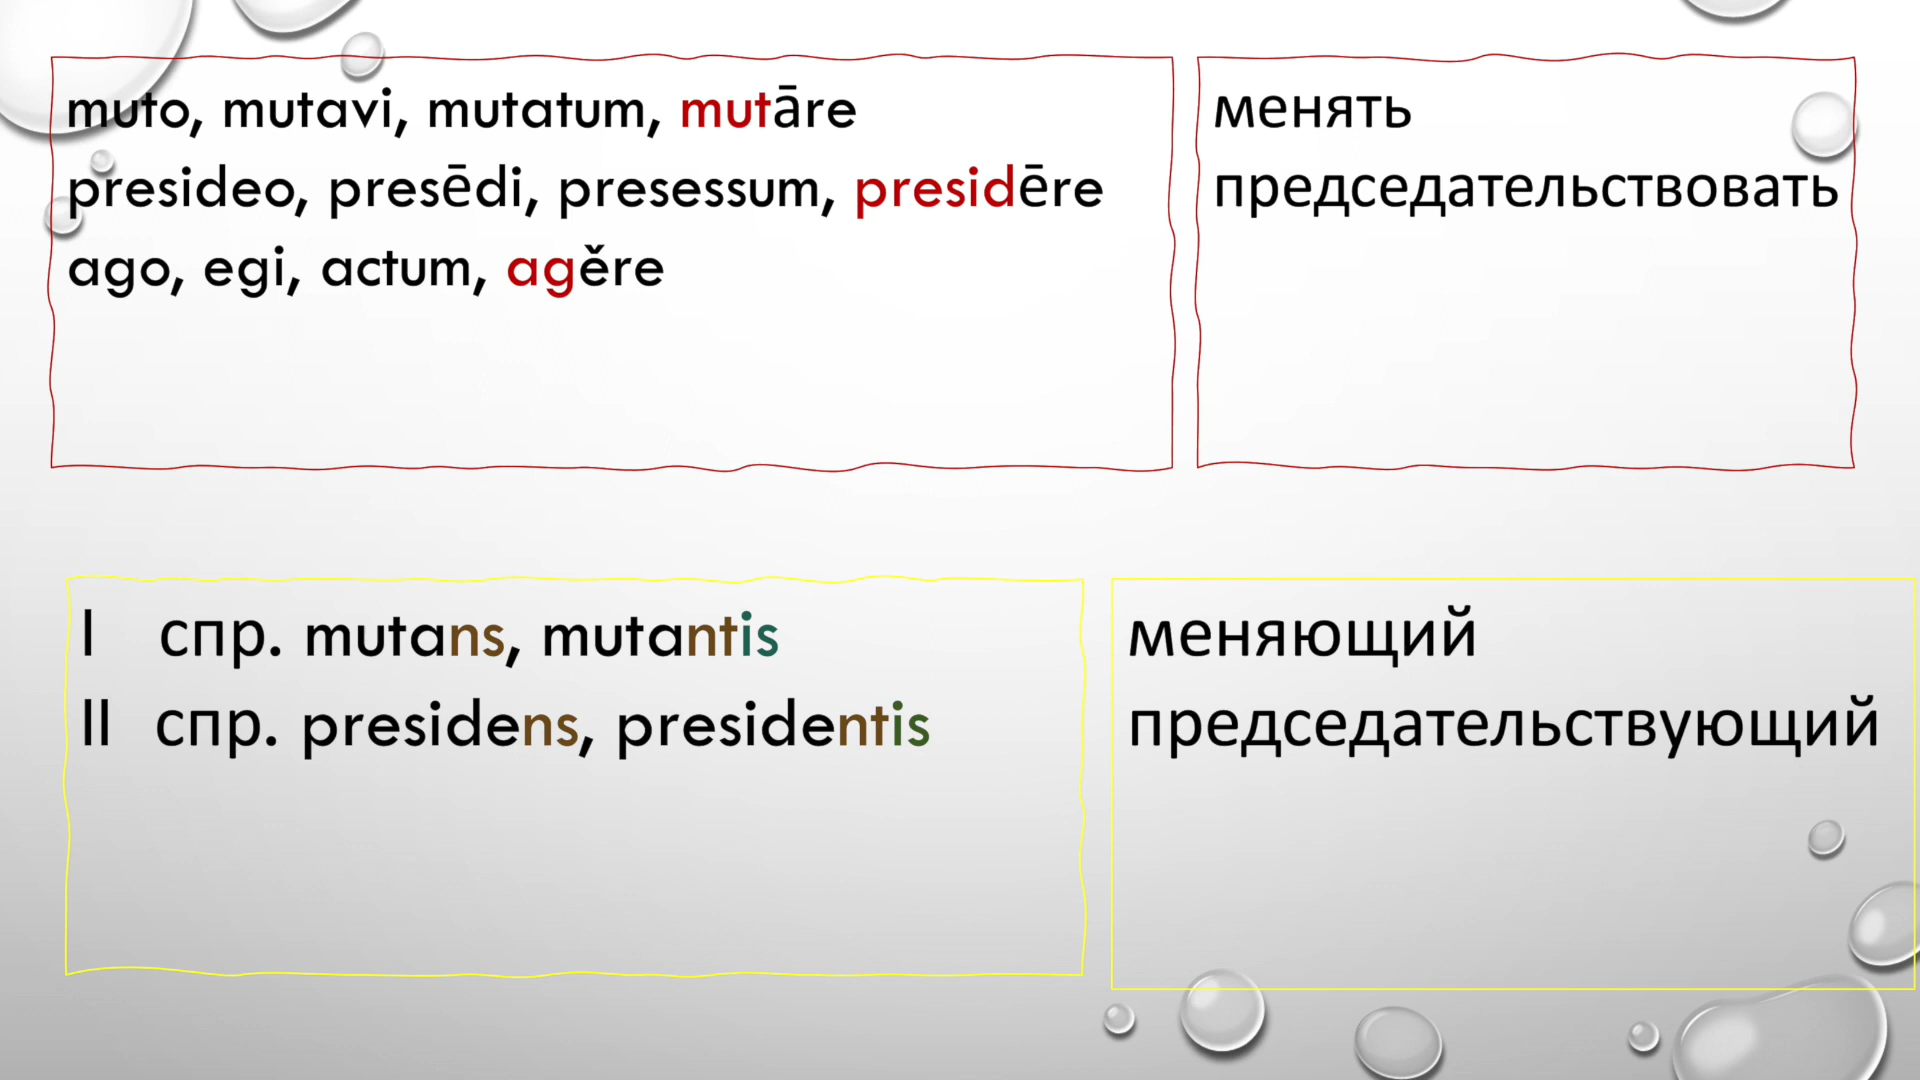 muto, mutavi, mutatum, mutāre
presideo, presēdi, presessum, presidēre
ago, egi, actum, agěre
менять
председательствовать
I спр. mutans, mutantis
II спр. presidens, presidentis
меняющий
председательствующий